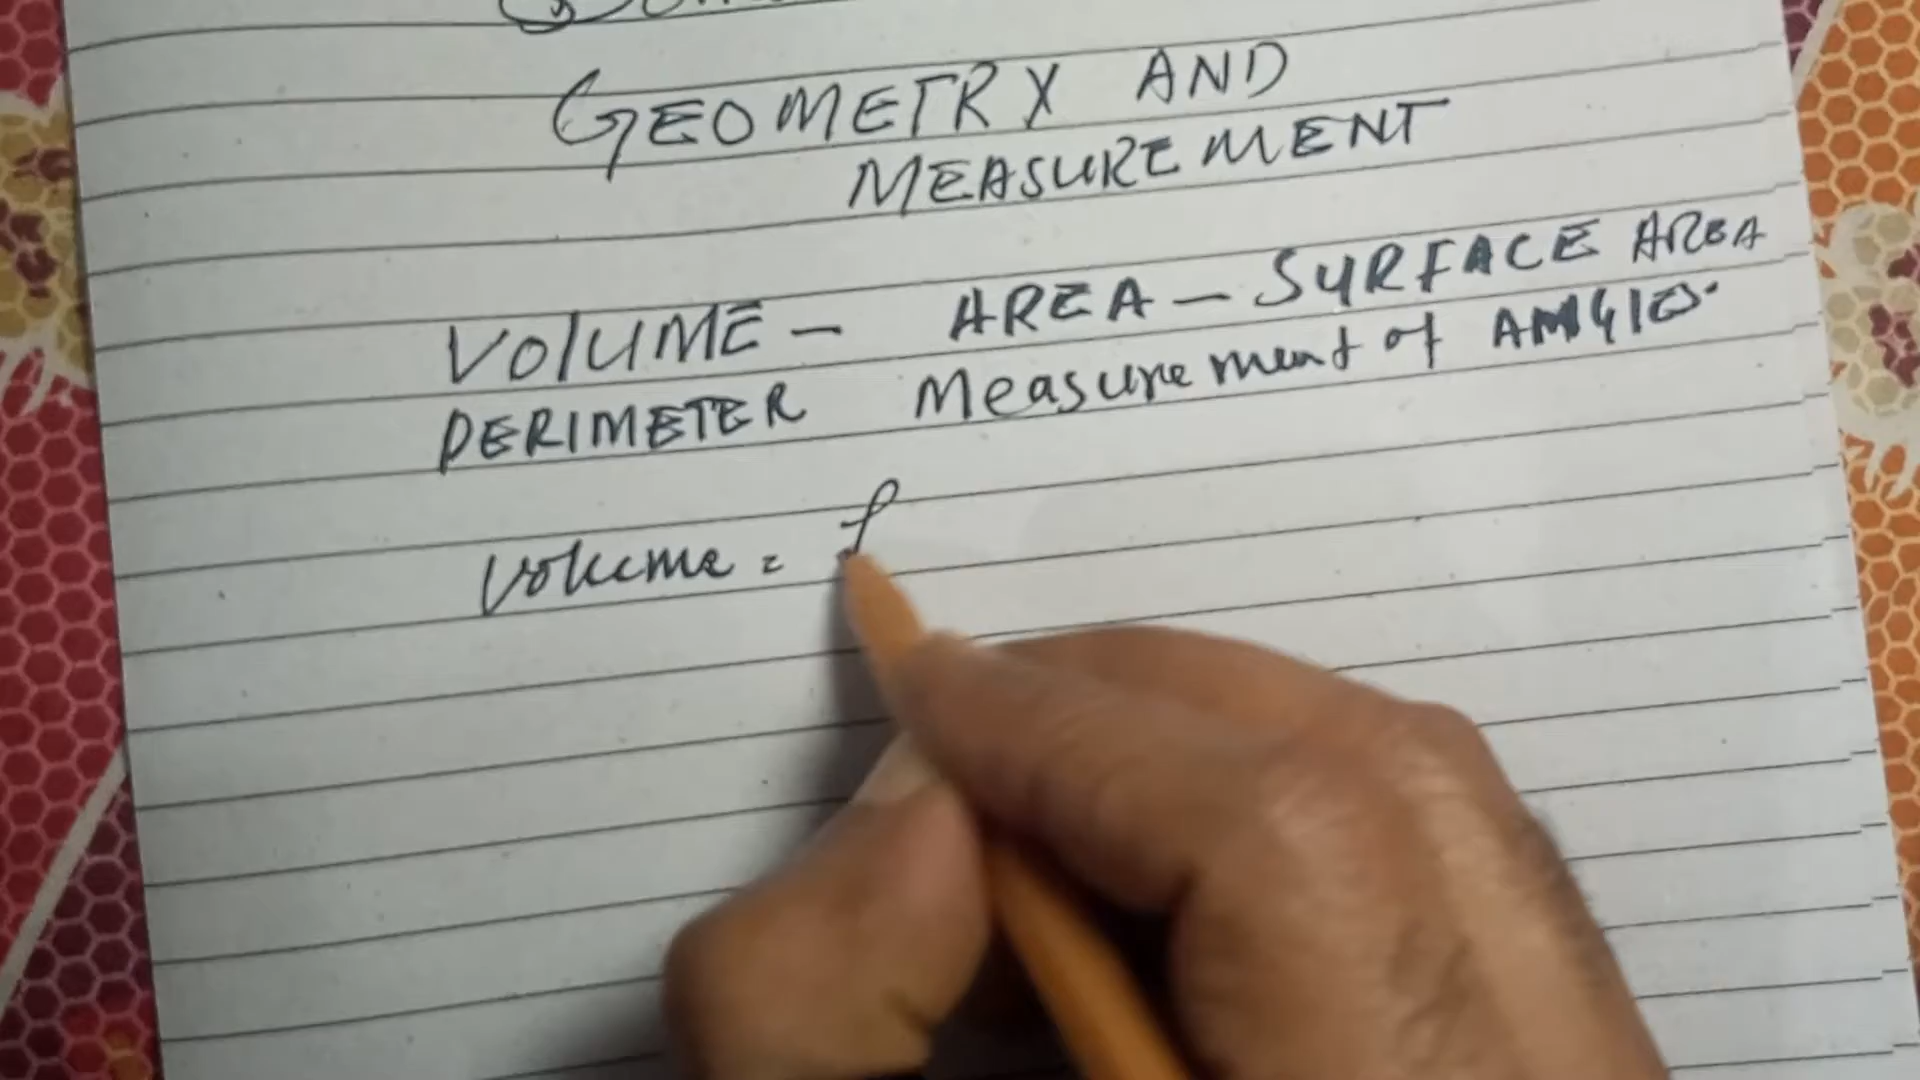 GEOMETRY AND
MEASUREMENT
VOLUME - AREA - SURFACE AREA
PERIMETER Measurement of ANGLES.
Volume =